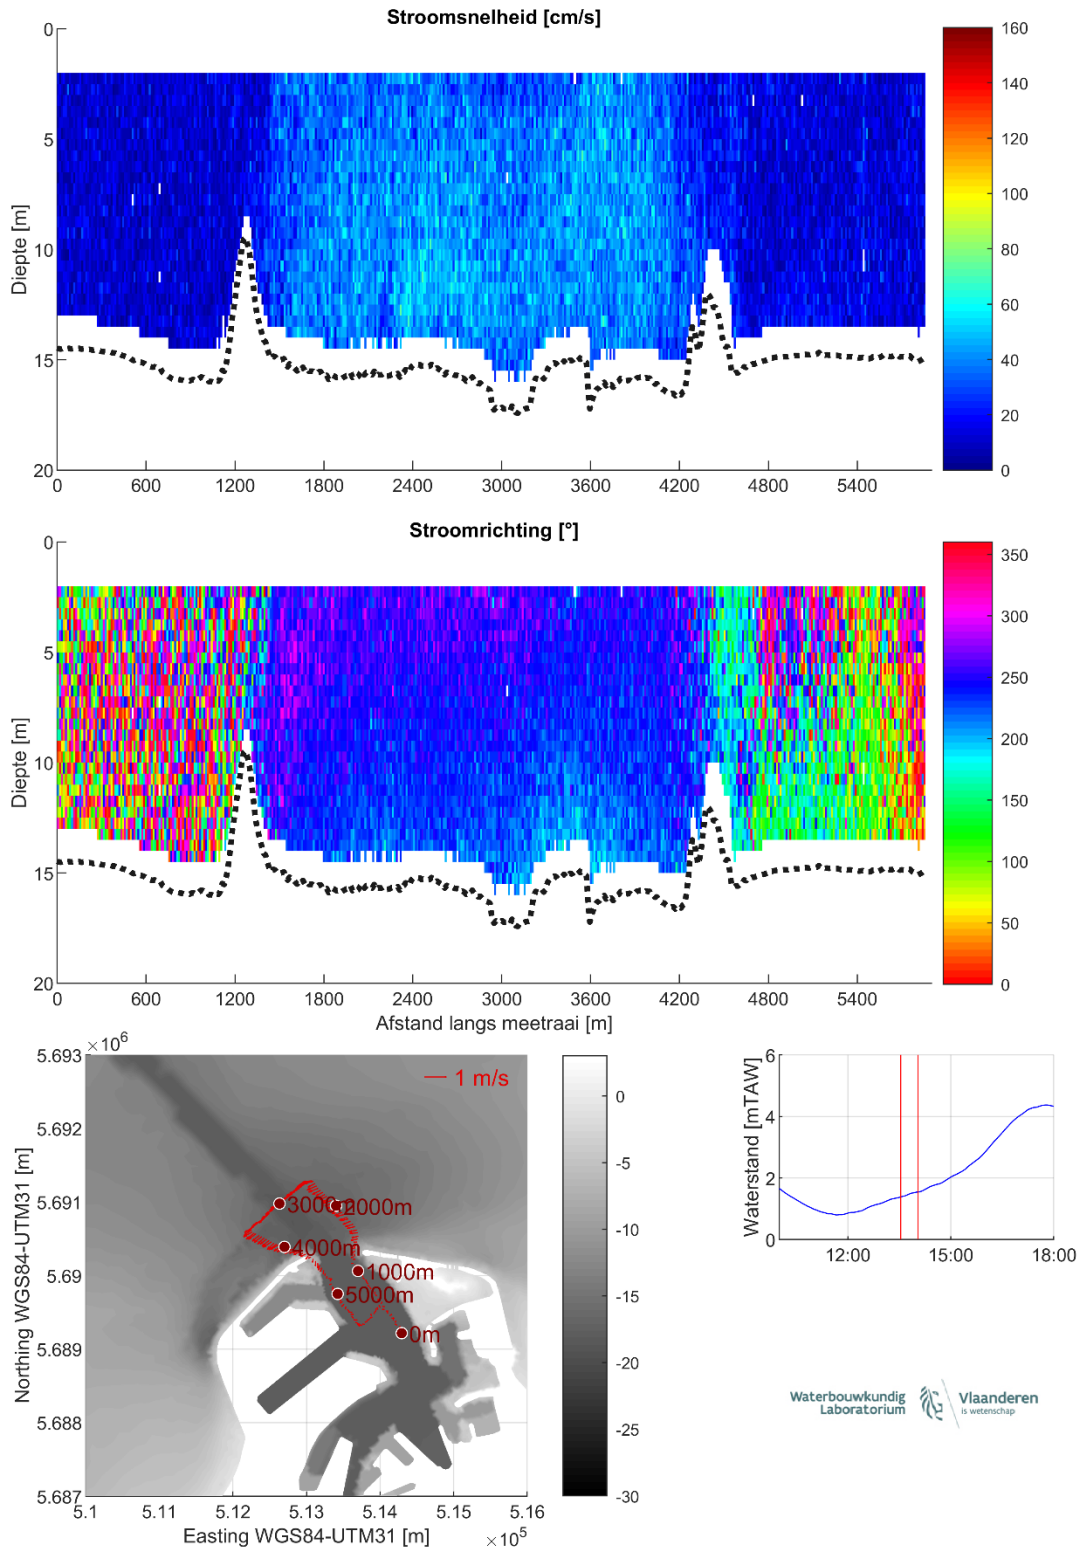 Stroomsnelheid [cm/s]
0
5
10
15
20
Diepte [m]
0 600 1200 1800 2400 3000 3600 4200 4800 5400
160
140
120
100
80
60
40
20
0
Stroomrichting [°]
0
5
10
15
20
Diepte [m]
0 600 1200 1800 2400 3000 3600 4200 4800 5400
Afstand langs meetraai [m]
350
300
250
200
150
100
50
0
×10⁶
5.693
5.692
5.691
5.69
5.689
5.688
5.687
Northing WGS84-UTM31 [m]
1 m/s
3000m
2000m
4000m
1000m
5000m
0m
5.1 5.11 5.12 5.13 5.14 5.15 5.16
Easting WGS84-UTM31 [m]
×10⁵
0
-5
-10
-15
-20
-25
-30
Waterstand [mTAW]
6
4
2
0
12:00 15:00 18:00
Waterbouwkundig
Laboratorium
Vlaanderen
is wetenschap